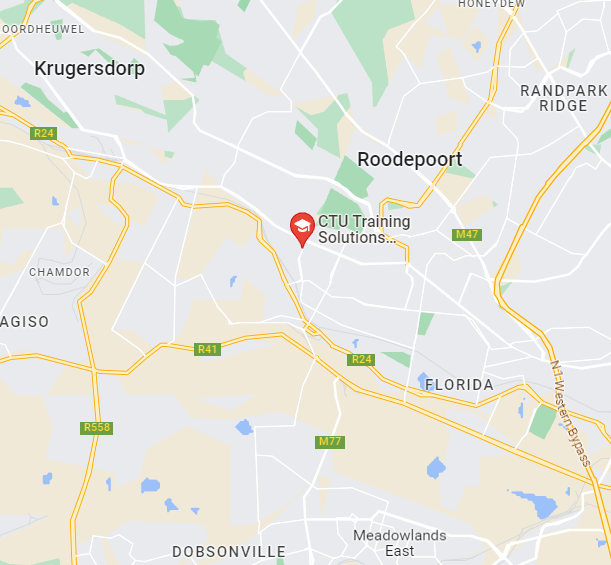 HONEYDEW
OORDHEUWEL
Krugersdorp
RANDPARK
RIDGE
R24
Roodepoort
CTU Training
Solutions...
M47
CHAMDOR
AGISO
R41
R24
FLORIDA
N1 Western Bypass
R558
M77
Meadowlands
East
DOBSONVILLE